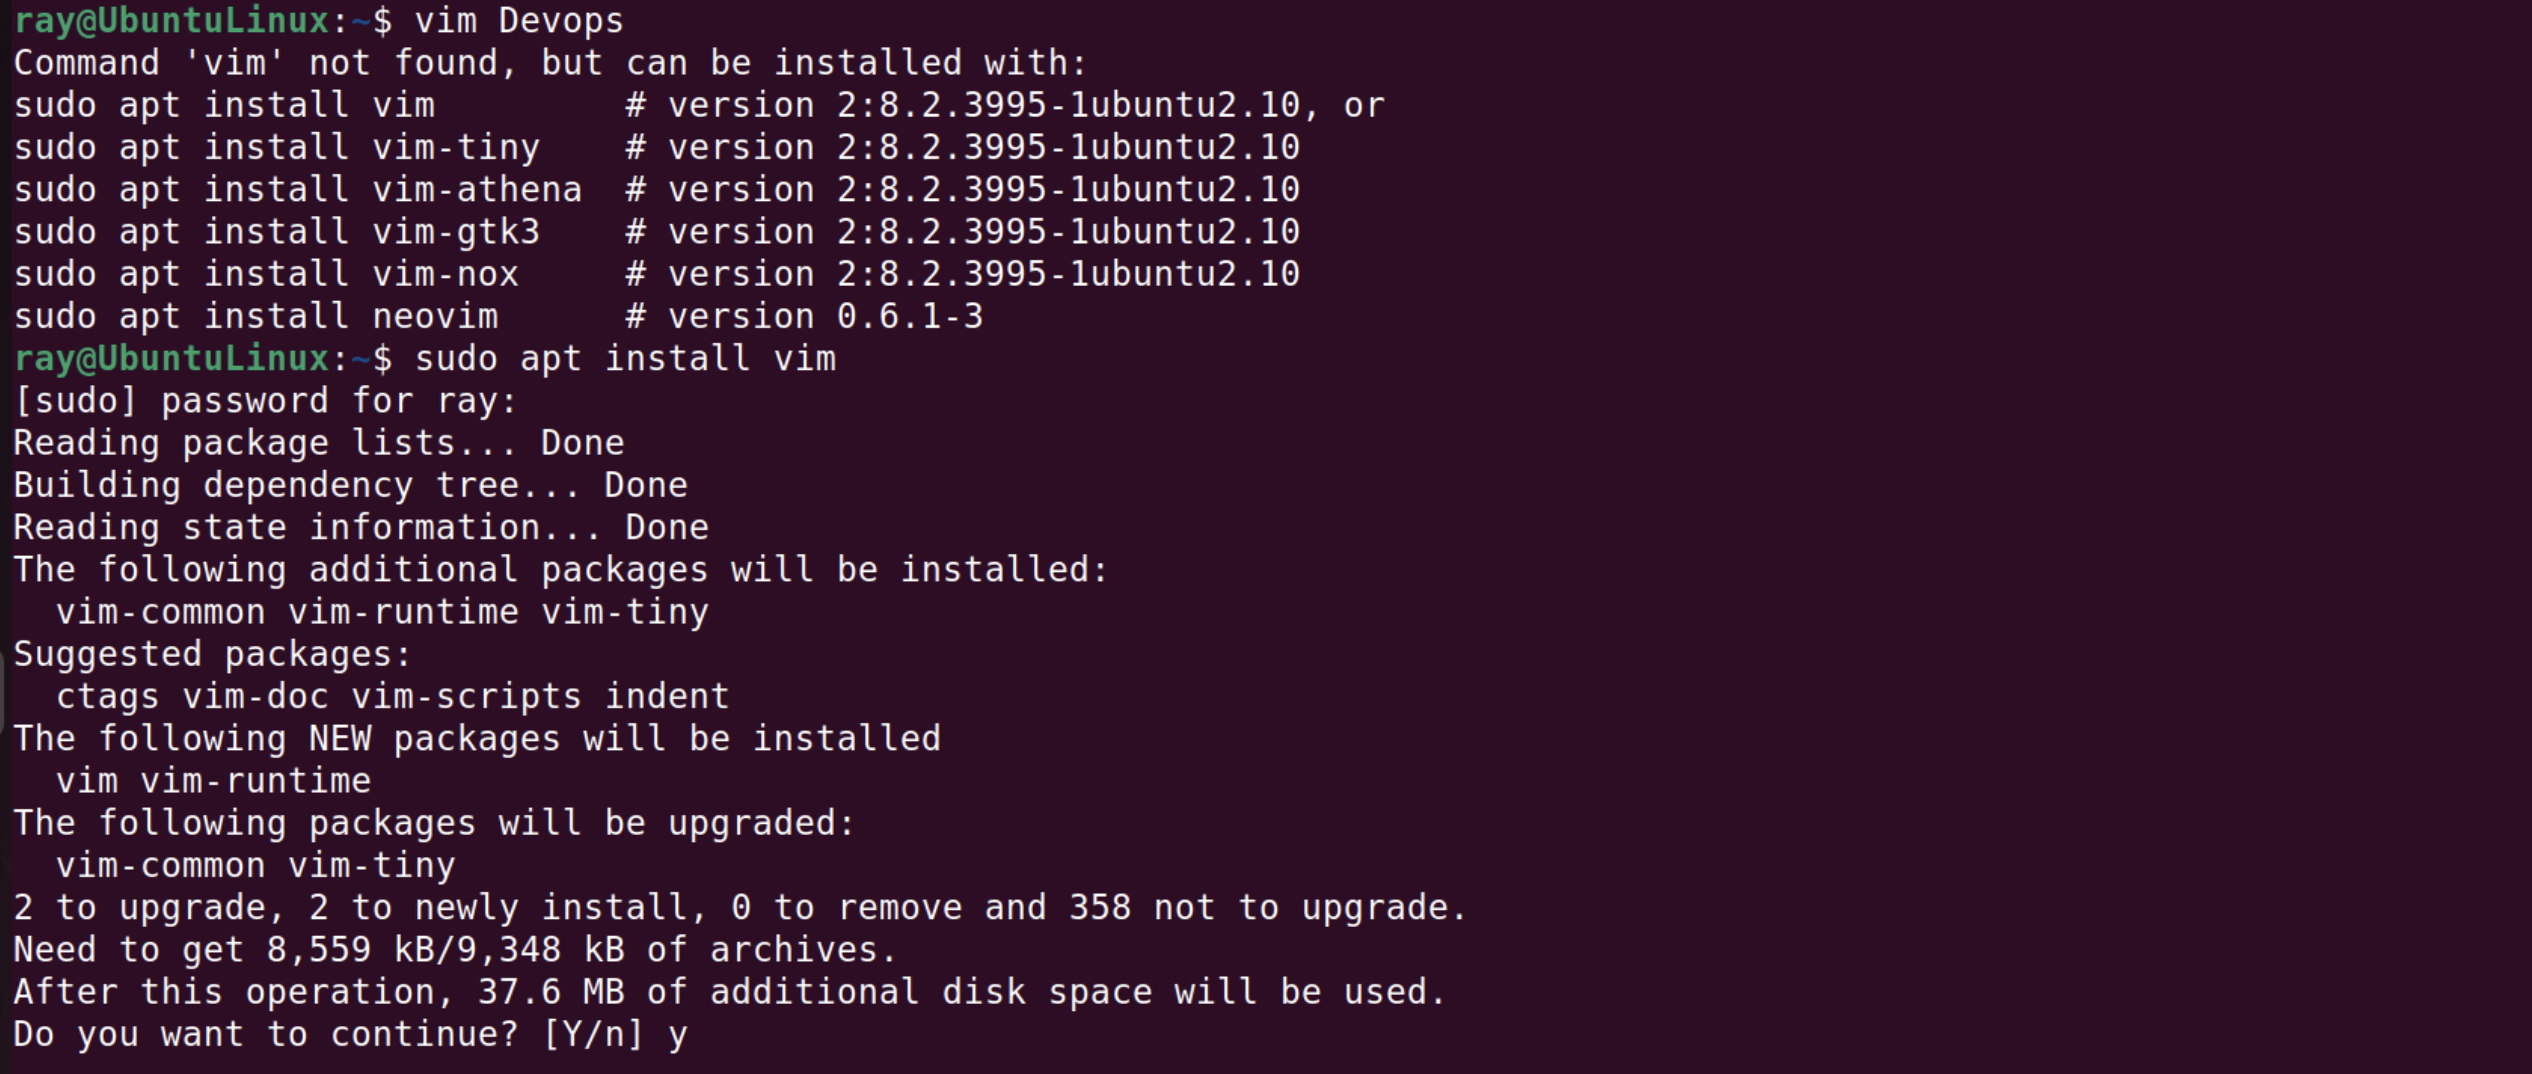 ray@UbuntuLinux:~$ vim Devops
Command 'vim' not found, but can be installed with:
sudo apt install vim         # version 2:8.2.3995-1ubuntu2.10, or
sudo apt install vim-tiny    # version 2:8.2.3995-1ubuntu2.10
sudo apt install vim-athena  # version 2:8.2.3995-1ubuntu2.10
sudo apt install vim-gtk3    # version 2:8.2.3995-1ubuntu2.10
sudo apt install vim-nox     # version 2:8.2.3995-1ubuntu2.10
sudo apt install neovim      # version 0.6.1-3
ray@UbuntuLinux:~$ sudo apt install vim
[sudo] password for ray:
Reading package lists... Done
Building dependency tree... Done
Reading state information... Done
The following additional packages will be installed:
  vim-common vim-runtime vim-tiny
Suggested packages:
  ctags vim-doc vim-scripts indent
The following NEW packages will be installed
  vim vim-runtime
The following packages will be upgraded:
  vim-common vim-tiny
2 to upgrade, 2 to newly install, 0 to remove and 358 not to upgrade.
Need to get 8,559 kB/9,348 kB of archives.
After this operation, 37.6 MB of additional disk space will be used.
Do you want to continue? [Y/n] y